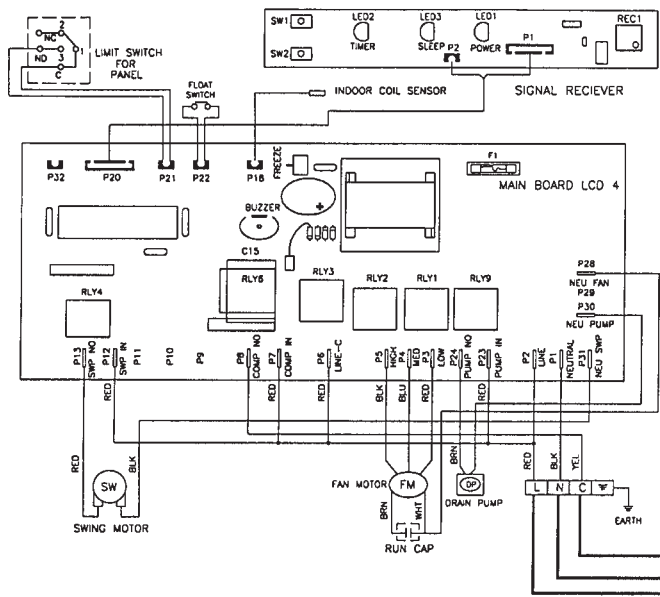 2
NC
1
ND
3
C
LIMIT SWITCH
FOR
PANEL
SW1
SW2
LED2
TIMER
LED3
SLEEP
LED1
POWER
P2
P1
REC1
SIGNAL RECIEVER
FLOAT
SWITCH
INDOOR COIL SENSOR
P32
P20
P21
P22
P18
FREEZE
F1
MAIN BOARD LCD 4
BUZZER
+
C15
RLY4
RLY6
RLY3
RLY2
RLY1
RLY9
P28
NEU FAN
P29
P30
NEU PUMP
P13
SWP NO
P12
SWP IN
P11
P10
P9
P8
COMP NO
P7
COMP IN
P6
LINE-C
P5
HIGH
P4
MED
P3
LOW
P24
PUMP NO
P23
PUMP IN
P2
LINE
P1
NEUTRAL
P31
NEU SWP
RED
RED
RED
BLK
BLU
RED
RED
RED
BLK
BRN
RED
BLK
YEL
SW
SWING MOTOR
FAN MOTOR
FM
BRN
WHT
RUN CAP
DP
DRAIN PUMP
L
N
C
EARTH